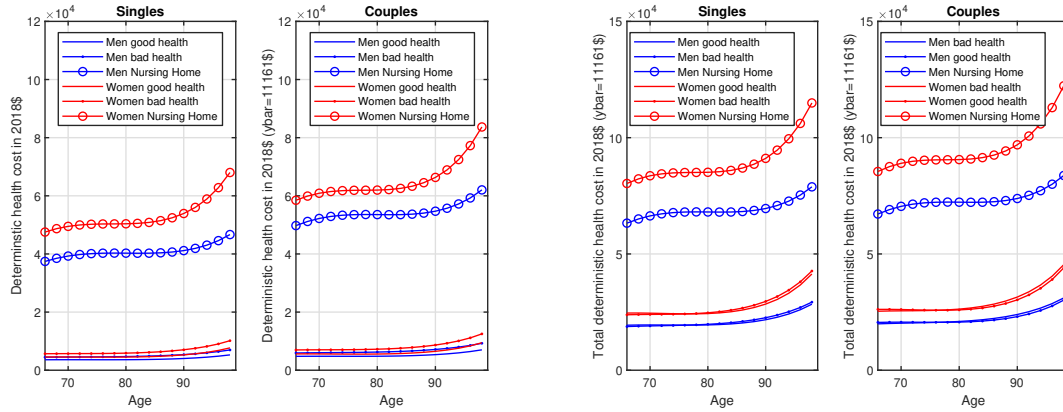 Singles
12 ×10⁴
10
8
6
4
2
0
70 80 90
Age
Determinstic health cost in 2018$
Men good health
Men bad health
Men Nursing Home
Women good health
Women bad health
Women Nursing Home
Couples
12 ×10⁴
10
8
6
4
2
0
70 80 90
Age
Deterministic health cost in 2018$ (ybar=11161$)
Men good health
Men bad health
Men Nursing Home
Women good health
Women bad health
Women Nursing Home
Singles
15 ×10⁴
10
5
0
70 80 90
Age
Total deterministic health cost in 2018$ (ybar=11161$)
Men good health
Men bad health
Men Nursing Home
Women good health
Women bad health
Women Nursing Home
Couples
15 ×10⁴
10
5
0
70 80 90
Age
Total deterministic health cost in 2018$ (ybar=11161$)
Men good health
Men bad health
Men Nursing Home
Women good health
Women bad health
Women Nursing Home